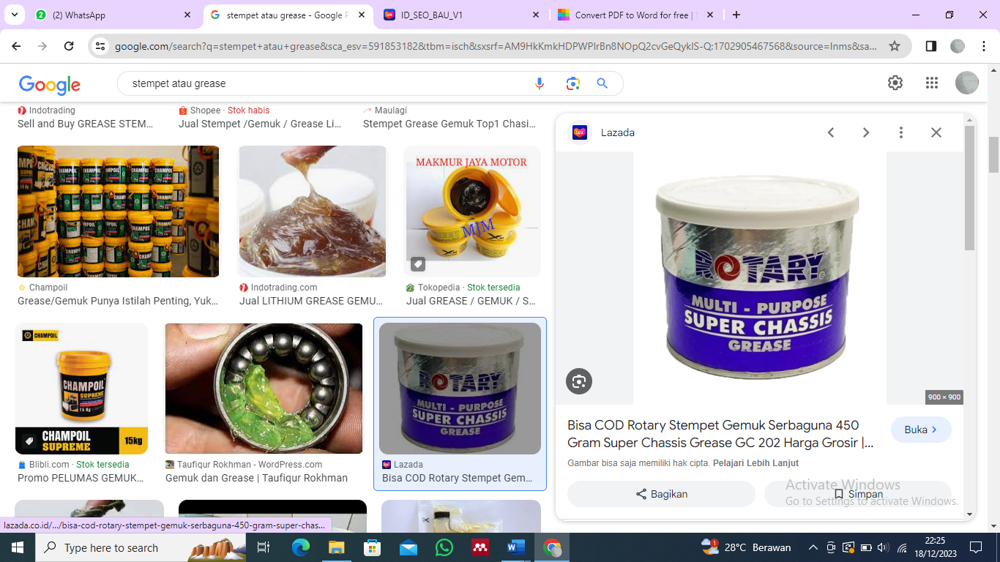 (2) WhatsApp
stempet atau grease - Google P
ID_SEO_BAU_V1
Convert PDF to Word for free |
google.com/search?q=stempet+atau+grease&sca_esv=591853182&tbm=isch&sxsrf=AM9HkKmkHDPWPIrBn8NOpQ2cvGeQyklS-Q:1702905467568&source=lnms&sa...
Google
stempet atau grease
Indotrading
Sell and Buy GREASE STEM...
Shopee · Stok habis
Jual Stempet /Gemuk / Grease Li...
Maulagi
Stempet Grease Gemuk Top1 Chasi...
Lazada
MAKMUR JAYA MOTOR
MJM
Champoil
Grease/Gemuk Punya Istilah Penting, Yuk...
Indotrading.com
Jual LITHIUM GREASE GEMU...
Tokopedia · Stok tersedia
Jual GREASE / GEMUK / S...
ROTARY
MULTI - PURPOSE
SUPER CHASSIS
GREASE
900 × 900
CHAMPOIL
CHAMPOIL
SUPREME
15 Kg
CHAMPOIL
SUPREME
15kg
Blibli.com · Stok tersedia
Promo PELUMAS GEMUK...
Taufiqur Rokhman - WordPress.com
Gemuk dan Grease | Taufiqur Rokhman
ROTARY
MULTI - PURPOSE
SUPER CHASSIS
GREASE
Lazada
Bisa COD Rotary Stempet Gem...
Bisa COD Rotary Stempet Gemuk Serbaguna 450
Gram Super Chassis Grease GC 202 Harga Grosir |...
Buka
Gambar bisa saja memiliki hak cipta. Pelajari Lebih Lanjut
Bagikan
Simpan
Activate Windows
Go to Settings to activate Windows.
lazada.co.id/.../bisa-cod-rotary-stempet-gemuk-serbaguna-450-gram-super-chas...
Type here to search
28°C Berawan
22:25
18/12/2023